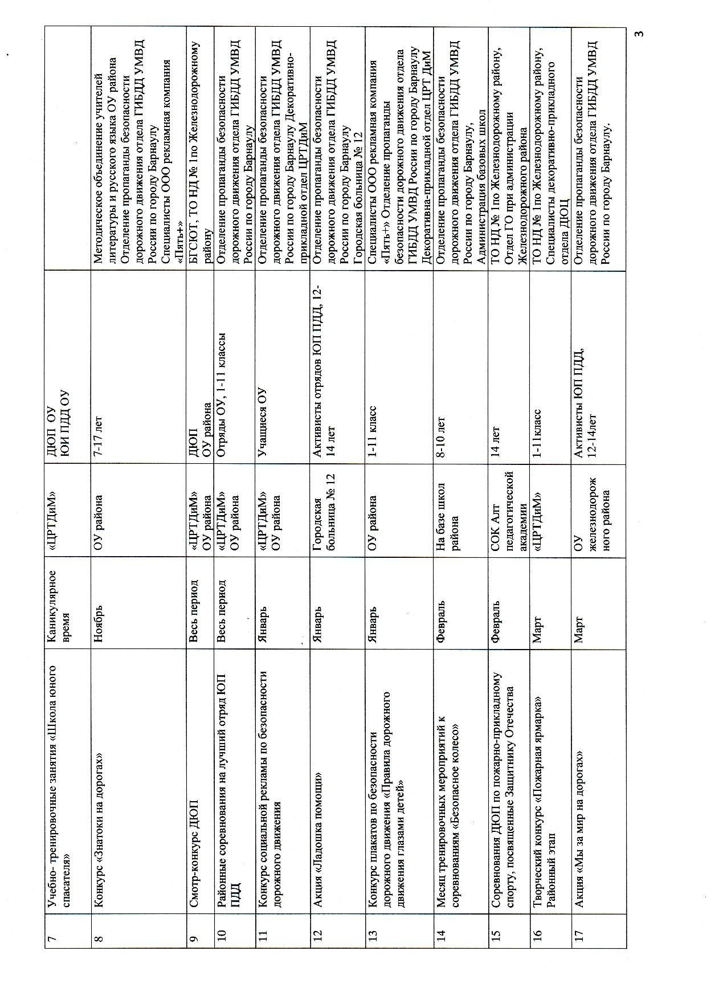 7
Учебно- тренировочные занятия «Школа юного
спасателя»
Каникулярное
время
«ЦРТДиМ»
ДЮП ОУ
ЮИ ПДД ОУ
8
Конкурс «Знатоки на дорогах»
Ноябрь
ОУ района
7-17 лет
Методическое объединение учителей
литературы и русского языка ОУ района
Отделение пропаганды безопасности
дорожного движения отдела ГИБДД УМВД
России по городу Барнаулу
Специалисты ООО рекламная компания
«Пять+»
9
Смотр-конкурс ДЮП
Весь период
«ЦРТДиМ»
ОУ района
ДЮП
ОУ района
БГСЮТ, ТО НД № 1по Железнодорожному
району
10
Районные соревнования на лучший отряд ЮП
ПДД
Весь период
«ЦРТДиМ»
ОУ района
Отряды ОУ, 1-11 классы
Отделение пропаганды безопасности
дорожного движения отдела ГИБДД УМВД
России по городу Барнаулу
11
Конкурс социальной рекламы по безопасности
дорожного движения
Январь
«ЦРТДиМ»
ОУ района
Учащиеся ОУ
Отделение пропаганды безопасности
дорожного движения отдела ГИБДД УМВД
России по городу Барнаулу Декоративно-
прикладной отдел ЦРТДиМ
12
Акция «Ладошка помощи»
Январь
Городская
больница № 12
Активисты отрядов ЮП ПДД, 12-
14 лет
Отделение пропаганды безопасности
дорожного движения отдела ГИБДД УМВД
России по городу Барнаулу
Городская больница № 12
13
Конкурс плакатов по безопасности
дорожного движения «Правила дорожного
движения глазами детей»
Январь
ОУ района
1-11 класс
Специалисты ООО рекламная компания
«Пять+» Отделение пропаганды
безопасности дорожного движения отдела
ГИБДД УМВД России по городу Барнаулу
Декоративна-прикладной отдел ЦРТ ДиМ
14
Месяц тренировочных мероприятий к
соревнованиям «Безопасное колесо»
Февраль
На базе школ
района
8-10 лет
Отделение пропаганды безопасности
дорожного движения отдела ГИБДД УМВД
России по городу Барнаулу,
Администрация базовых школ
15
Соревнования ДЮП по пожарно-прикладному
спорту, посвященные Защитнику Отечества
Февраль
СОК Алт
педагогической
академии
14 лет
ТО НД № 1по Железнодорожному району,
Отдел ГО при администрации
Железнодорожного района
16
Творческий конкурс «Пожарная ярмарка»
Районный этап
Март
«ЦРТДиМ»
1-11класс
ТО НД № 1по Железнодорожному району,
Специалисты декоративно-прикладного
отдела ДЮЦ
17
Акция «Мы за мир на дорогах»
Март
ОУ
железнодорож
ного района
Активисты ЮП ПДД,
12-14лет
Отделение пропаганды безопасности
дорожного движения отдела ГИБДД УМВД
России по городу Барнаулу.
3